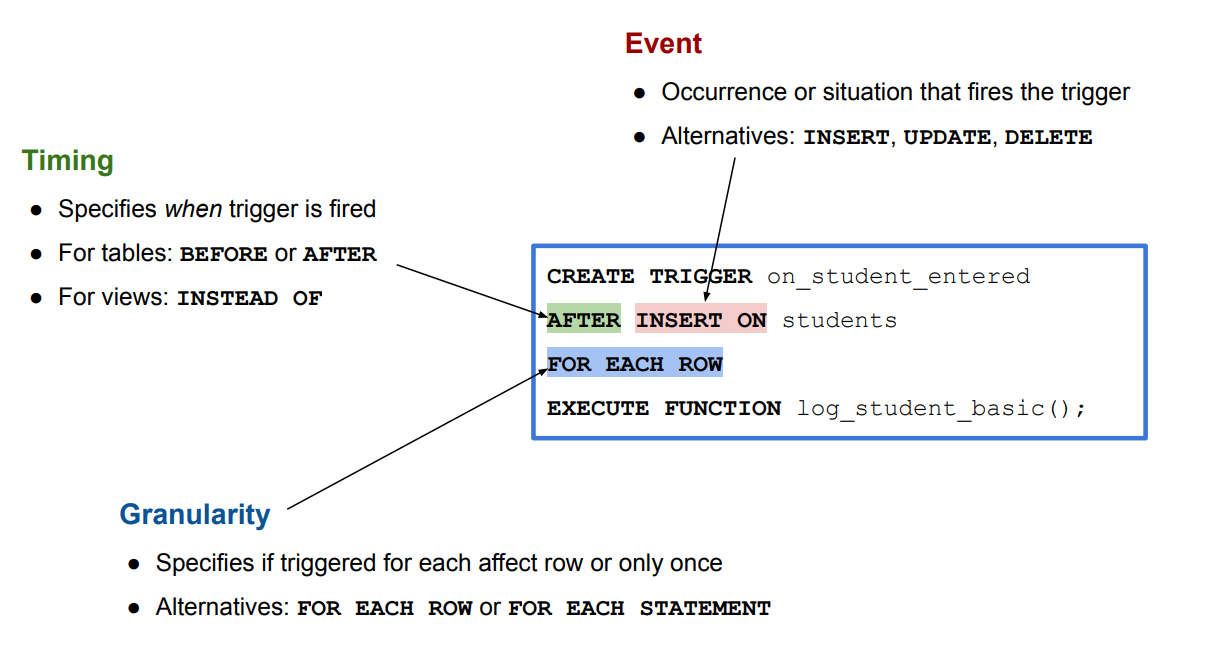 Event
● Occurrence or situation that fires the trigger
● Alternatives: INSERT, UPDATE, DELETE
Timing
● Specifies when trigger is fired
● For tables: BEFORE or AFTER
● For views: INSTEAD OF
CREATE TRIGGER on_student_entered
AFTER INSERT ON students
FOR EACH ROW
EXECUTE FUNCTION log_student_basic();
Granularity
● Specifies if triggered for each affect row or only once
● Alternatives: FOR EACH ROW or FOR EACH STATEMENT